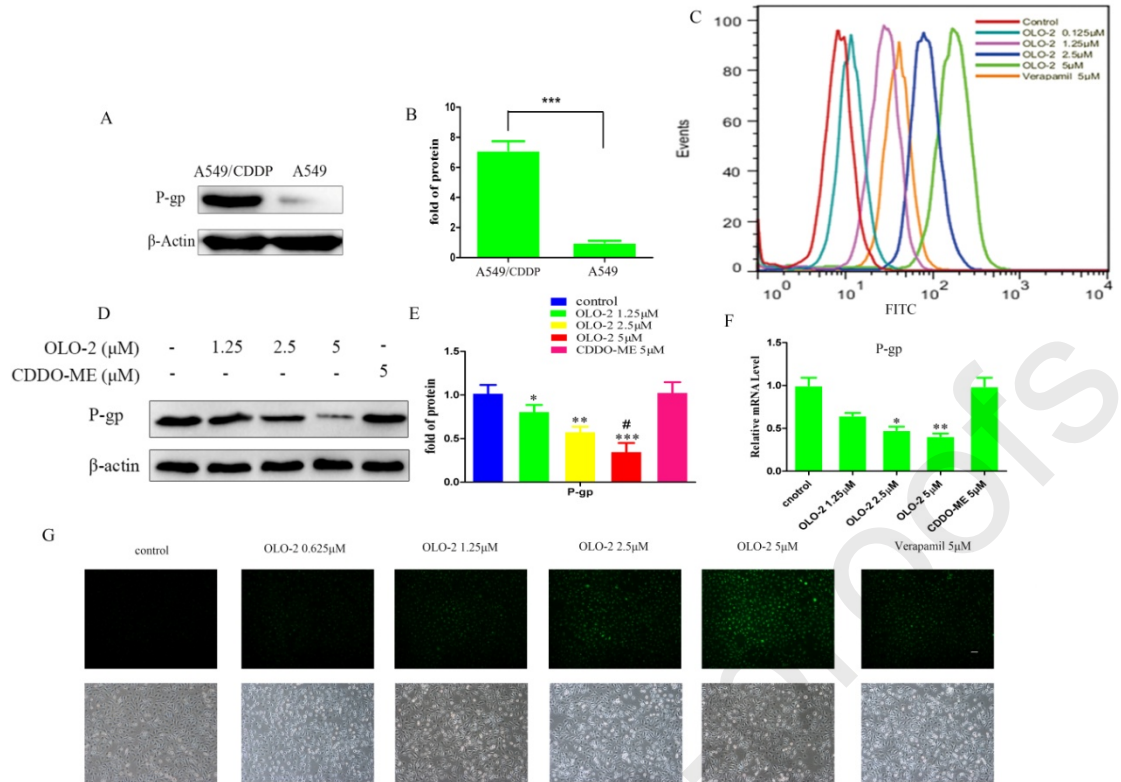 A
A549/CDDP A549
P-gp
β-Actin
B
***
fold of protein
10
8
6
4
2
0
A549/CDDP A549
C
Control
OLO-2 0.125μM
OLO-2 1.25μM
OLO-2 2.5μM
OLO-2 5μM
Verapamil 5μM
Events
100
80
60
40
20
0
10^0 10^1 10^2 10^3 10^4
FITC
D
OLO-2 (μM) - 1.25 2.5 5 -
CDDO-ME (μM) - - - - 5
P-gp
β-actin
E
control
OLO-2 1.25μM
OLO-2 2.5μM
OLO-2 5μM
CDDO-ME 5μM
fold of protein
1.5
1.0
0.5
0.0
*
**
#
***
P-gp
F
P-gp
Relative mRNA Level
1.5
1.0
0.5
0.0
*
**
cnotrol
OLO-2 1.25μM
OLO-2 2.5μM
OLO-2 5μM
CDDO-ME 5μM
G
control OLO-2 0.625μM OLO-2 1.25μM OLO-2 2.5μM OLO-2 5μM Verapamil 5μM
oofs